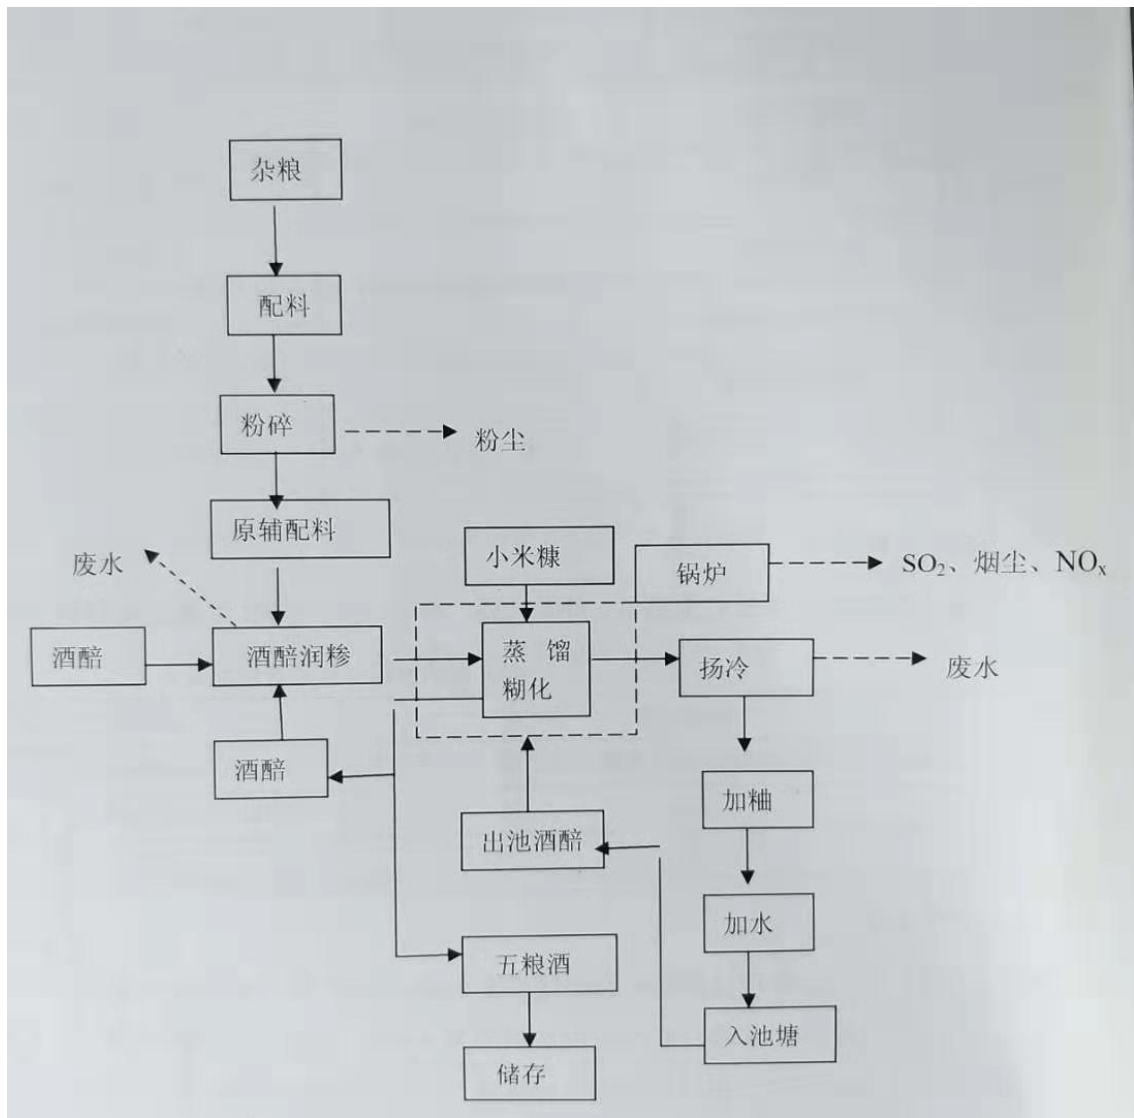 杂粮
配料
粉碎
粉尘
原辅配料
小米糠
锅炉
SO₂、烟尘、NOₓ
废水
酒醅
酒醅润糁
蒸 馏
糊化
扬冷
废水
酒醅
加粬
出池酒醅
加水
五粮酒
入池塘
储存